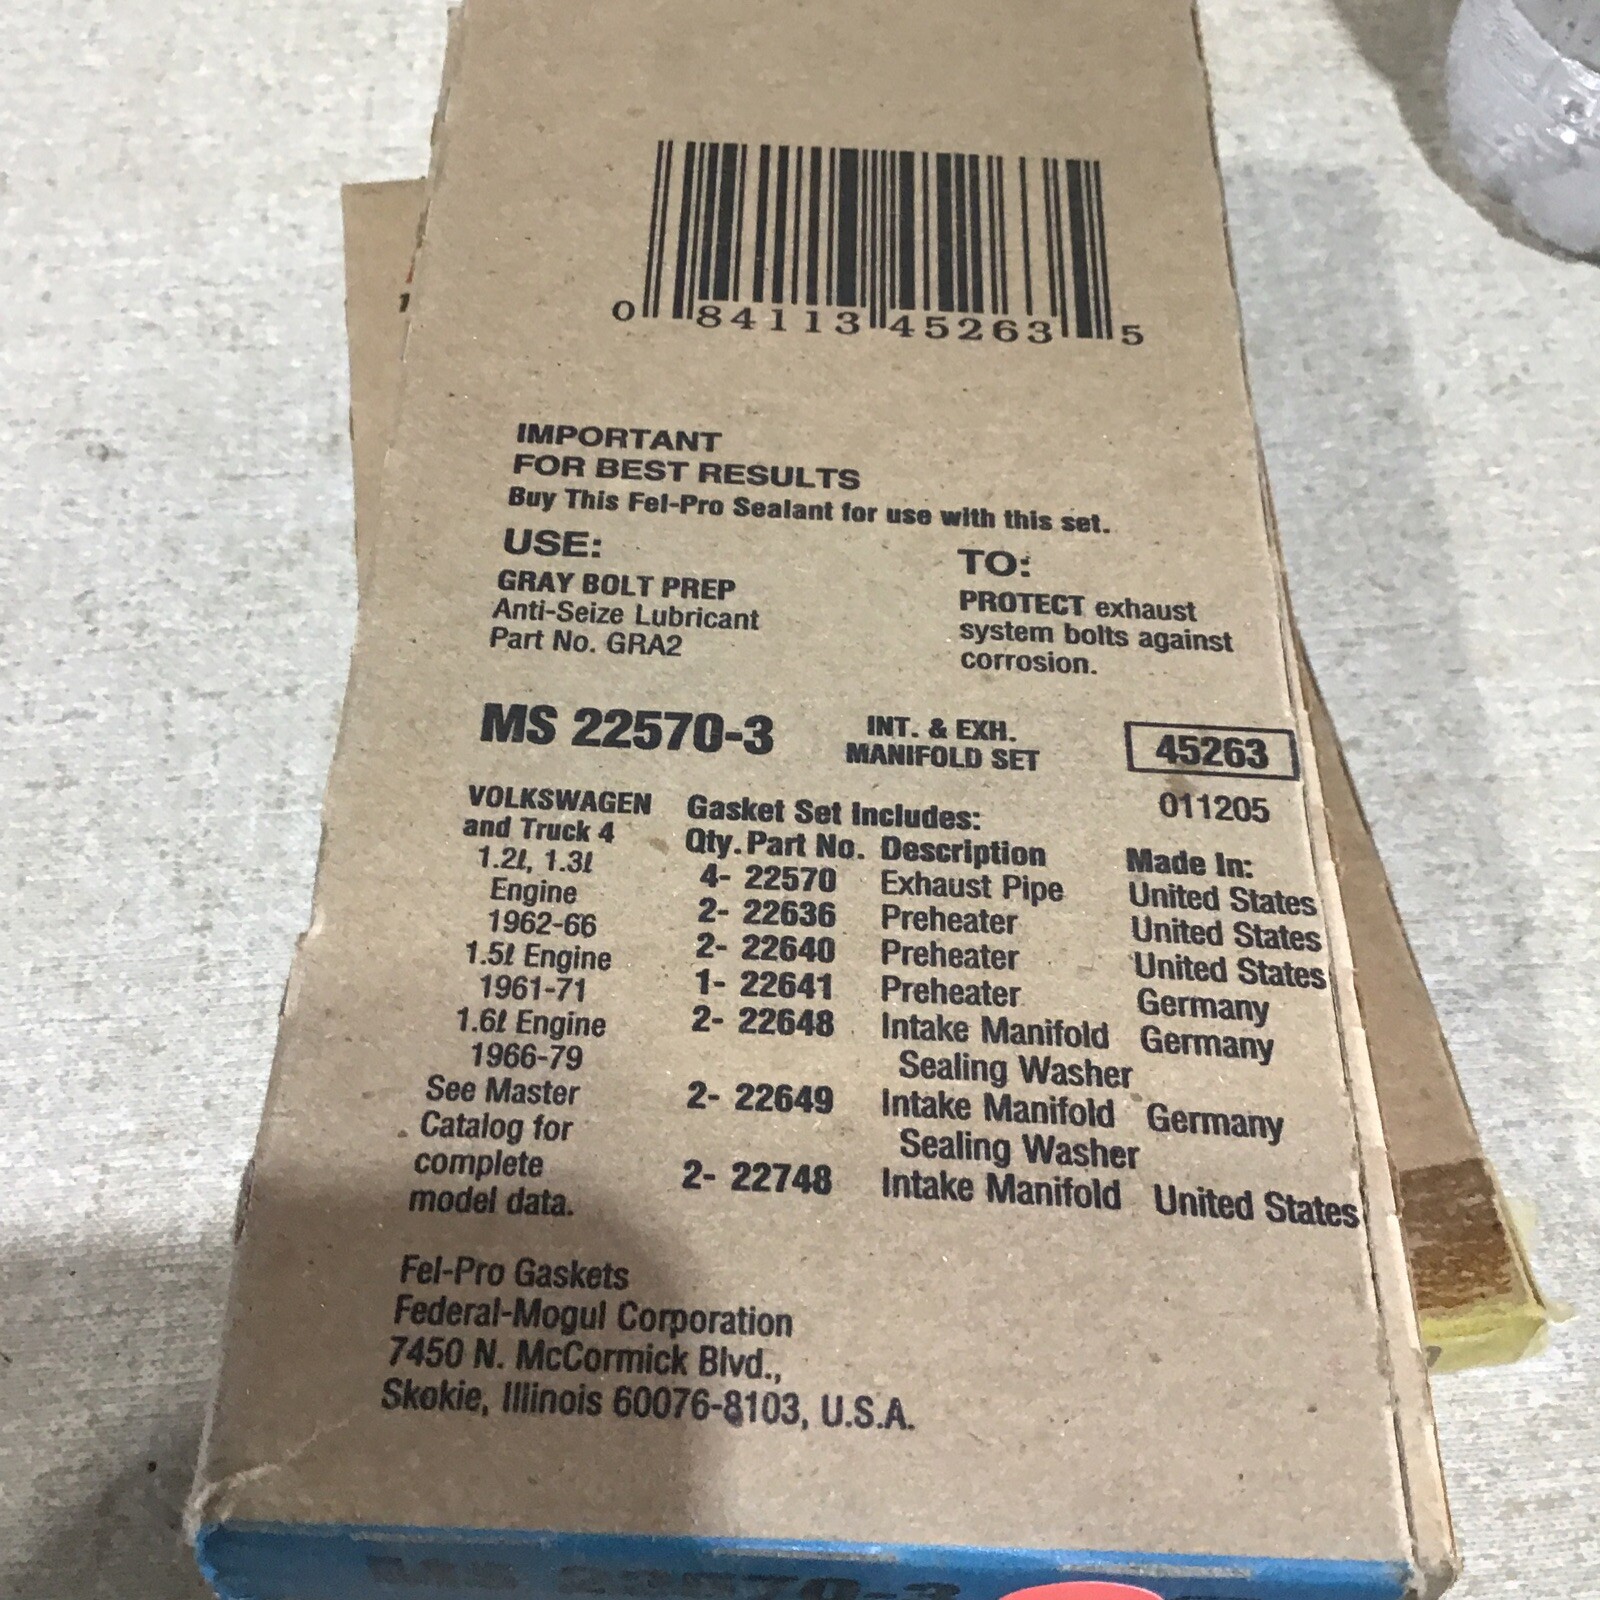 0 84113 45263 5
IMPORTANT
FOR BEST RESULTS
Buy This Fel-Pro Sealant for use with this set.
USE:
GRAY BOLT PREP
Anti-Seize Lubricant
Part No. GRA2
TO:
PROTECT exhaust
system bolts against
corrosion.
MS 22570-3
INT. & EXH.
MANIFOLD SET
45263
011205
VOLKSWAGEN
and Truck 4
1.2ℓ, 1.3ℓ
Engine
1962-66
1.5ℓ Engine
1961-71
1.6ℓ Engine
1966-79
See Master
Catalog for
complete
model data.
Gasket Set Includes:
Qty. Part No. Description Made In:
4- 22570 Exhaust Pipe United States
2- 22636 Preheater United States
2- 22640 Preheater United States
1- 22641 Preheater Germany
2- 22648 Intake Manifold Germany
Sealing Washer
2- 22649 Intake Manifold Germany
Sealing Washer
2- 22748 Intake Manifold United States
Fel-Pro Gaskets
Federal-Mogul Corporation
7450 N. McCormick Blvd.,
Skokie, Illinois 60076-8103, U.S.A.
MS 22570-3